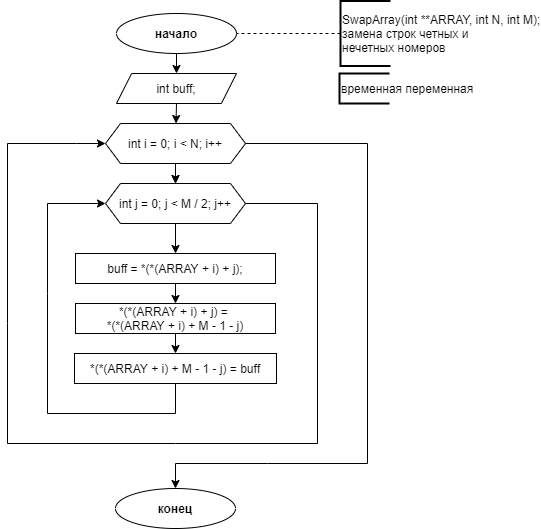 начало
SwapArray(int **ARRAY, int N, int M);
замена строк четных и
нечетных номеров
int buff;
временная переменная
int i = 0; i < N; i++
int j = 0; j < M / 2; j++
buff = *(*(ARRAY + i) + j);
*(*(ARRAY + i) + j) =
*(*(ARRAY + i) + M - 1 - j)
*(*(ARRAY + i) + M - 1 - j) = buff
конец